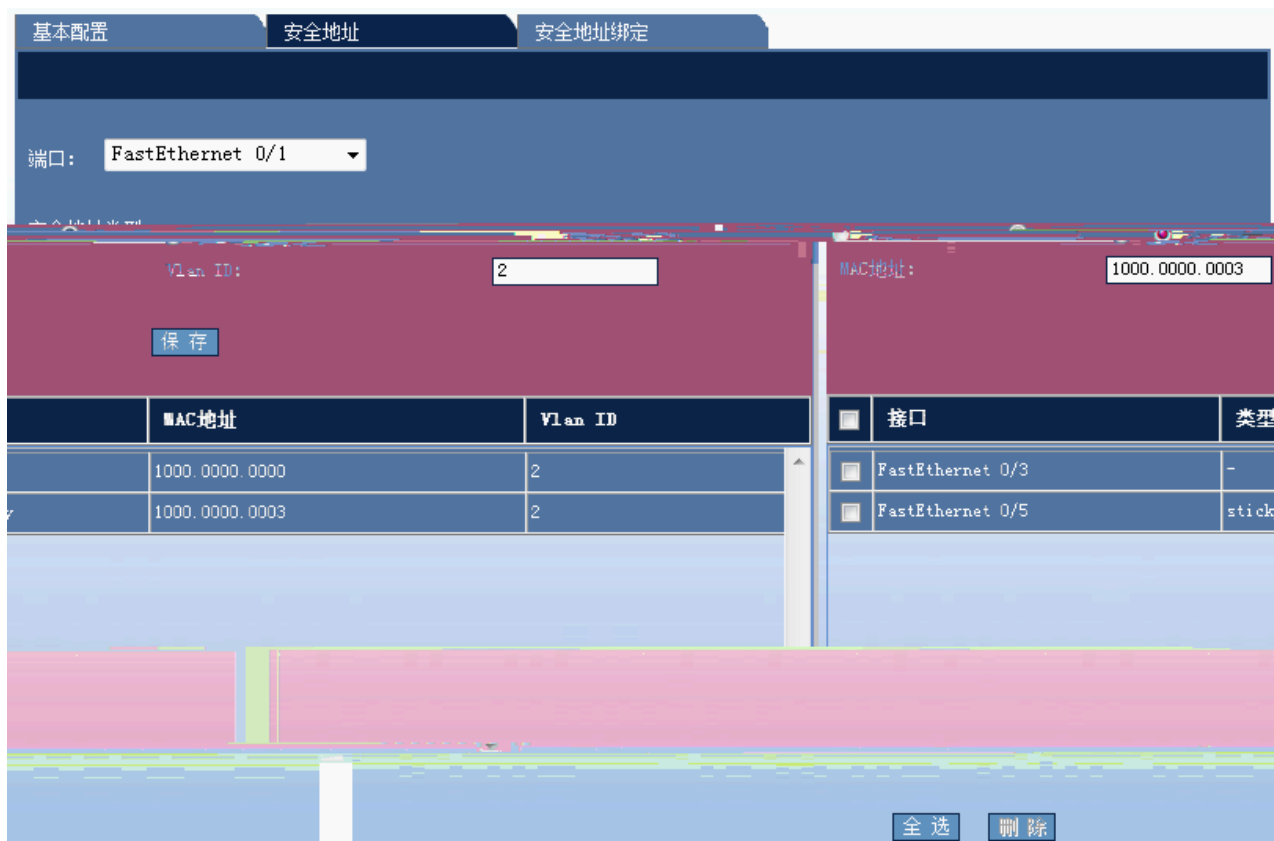 基本配置 安全地址 安全地址绑定
端口: FastEthernet 0/1
Vlan ID: 2 MAC地址: 1000.0000.0003
保 存
MAC地址 Vlan ID 接口 类型
1000.0000.0000 2 FastEthernet 0/3 -
y 1000.0000.0003 2 FastEthernet 0/5 stick
全 选 删 除